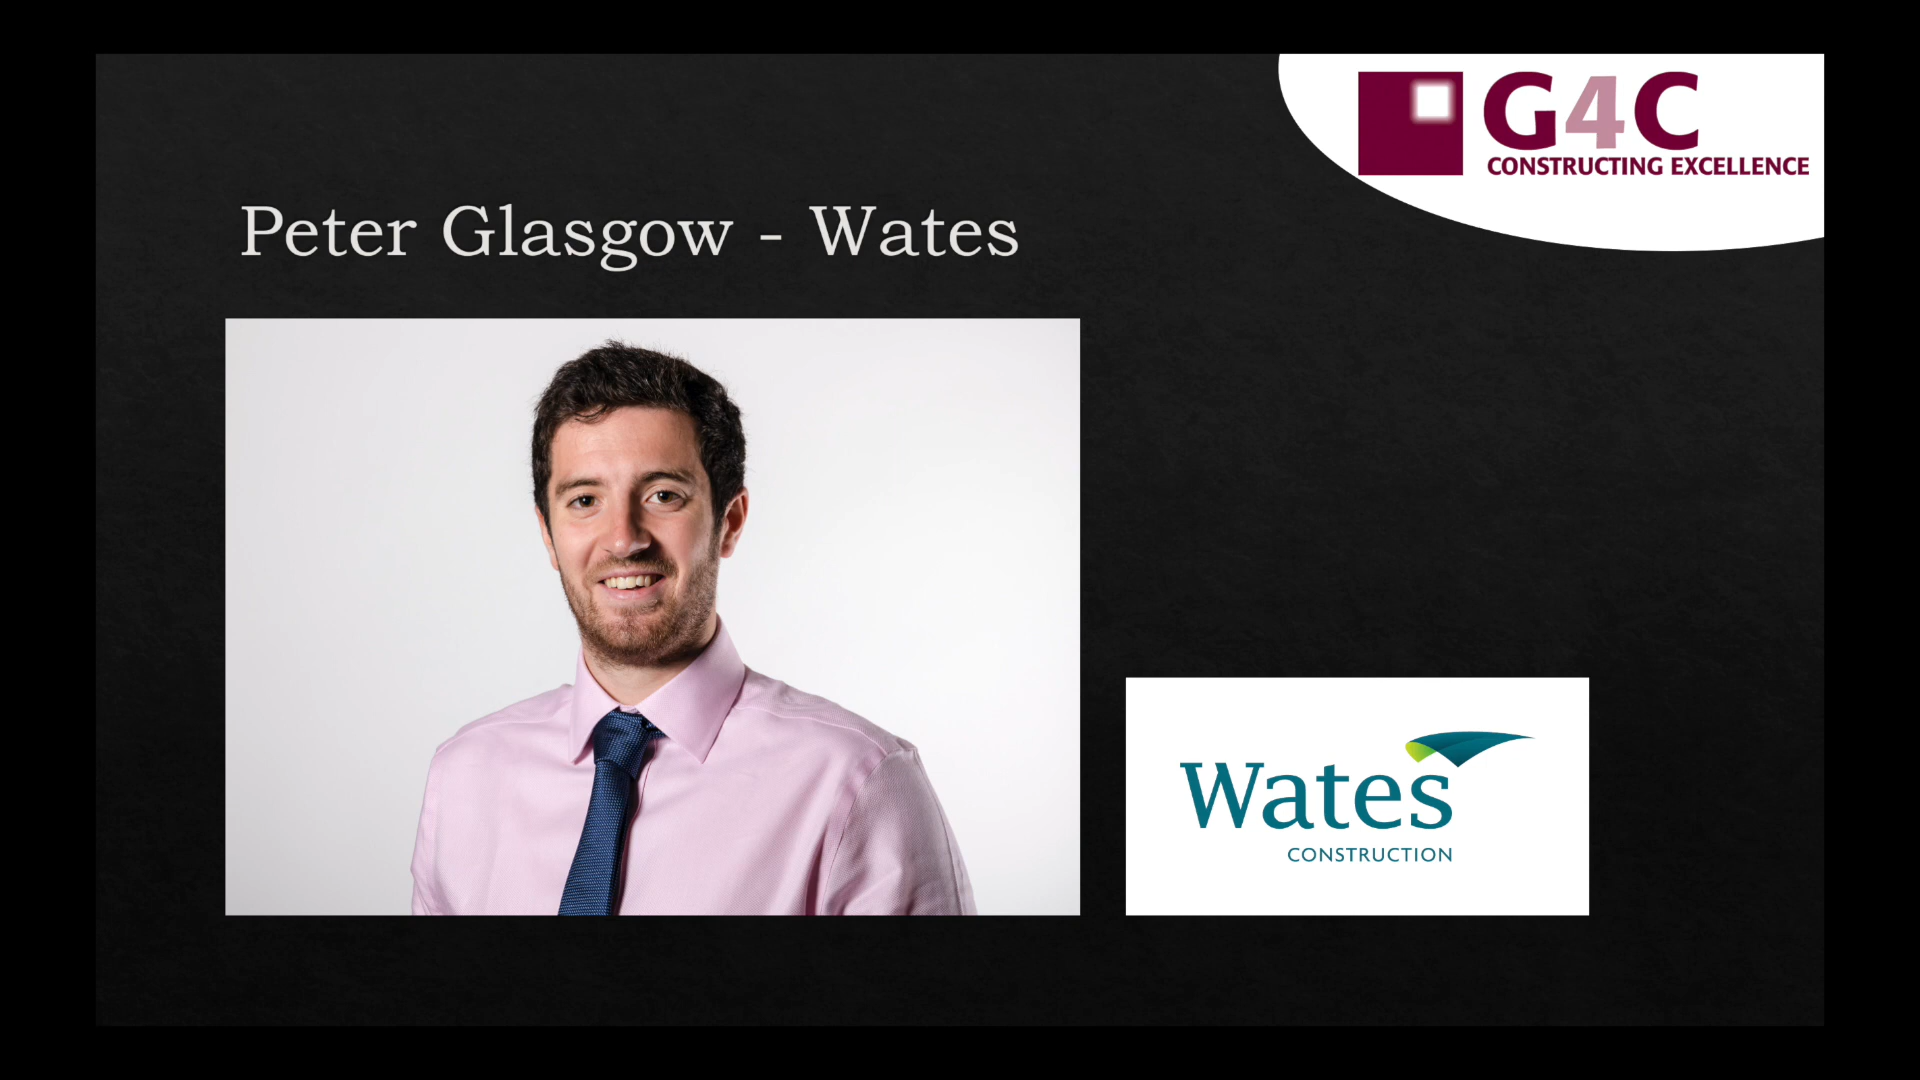 G4C
CONSTRUCTING EXCELLENCE
Peter Glasgow - Wates
Wates
CONSTRUCTION